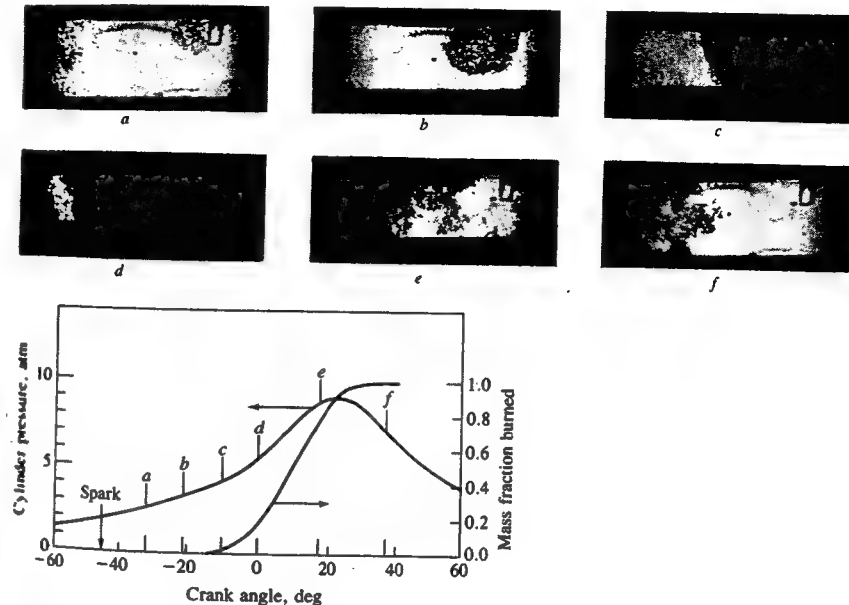 a b c
d e f
10
5
0
Cylinder pressure, atm
Spark
a b c d e f
1.0
0.8
0.6
0.4
0.2
0.0
Mass fraction burned
-60 -40 -20 0 20 40 60
Crank angle, deg